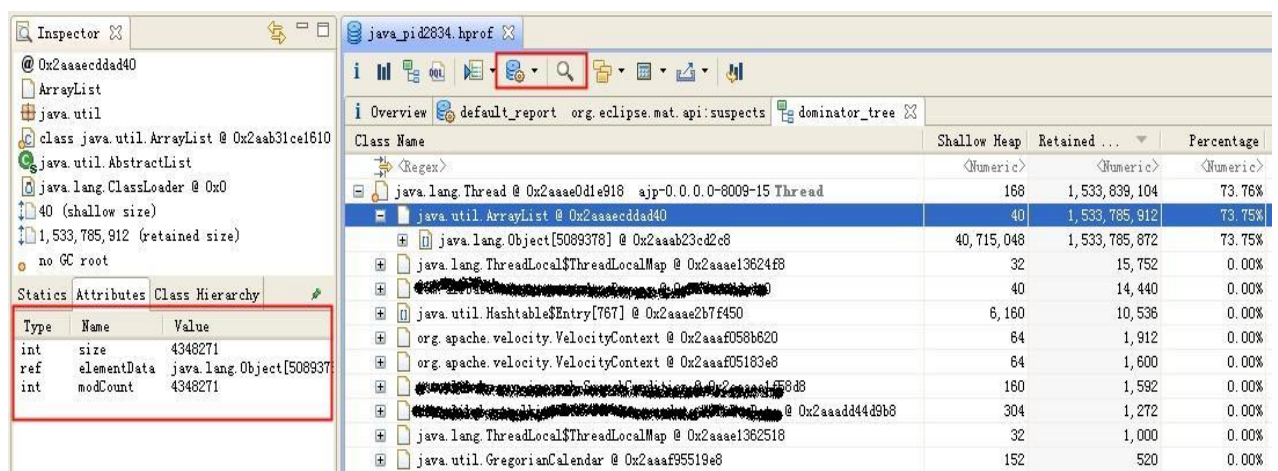 Inspector
@ 0x2aaaecddad40
ArrayList
java.util
class java.util.ArrayList @ 0x2aab31ce1610
java.util.AbstractList
java.lang.ClassLoader @ 0x0
40 (shallow size)
1,533,785,912 (retained size)
no GC root
Statics Attributes Class Hierarchy
Type Name Value
int size 4348271
ref elementData java.lang.Object[508937
int modCount 4348271
java_pid2834.hprof
i OQL
i Overview default_report org.eclipse.mat.api:suspects dominator_tree
Class Name Shallow Heap Retained ... Percentage
<Regex> <Numeric> <Numeric> <Numeric>
java.lang.Thread @ 0x2aaae0d1e918 ajp-0.0.0.0-8009-15 Thread 168 1,533,839,104 73.76%
java.util.ArrayList @ 0x2aaaecddad40 40 1,533,785,912 73.75%
java.lang.Object[5089378] @ 0x2aaab23cd2c8 40,715,048 1,533,785,872 73.75%
java.lang.ThreadLocal$ThreadLocalMap @ 0x2aaae13624f8 32 15,752 0.00%
40 14,440 0.00%
java.util.Hashtable$Entry[767] @ 0x2aaae2b7f450 6,160 10,536 0.00%
org.apache.velocity.VelocityContext @ 0x2aaaf058b620 64 1,912 0.00%
org.apache.velocity.VelocityContext @ 0x2aaaf05183e8 64 1,600 0.00%
160 1,592 0.00%
@ 0x2aaadd44d9b8 304 1,272 0.00%
java.lang.ThreadLocal$ThreadLocalMap @ 0x2aaae1362518 32 1,000 0.00%
java.util.GregorianCalendar @ 0x2aaaf95519e8 152 520 0.00%